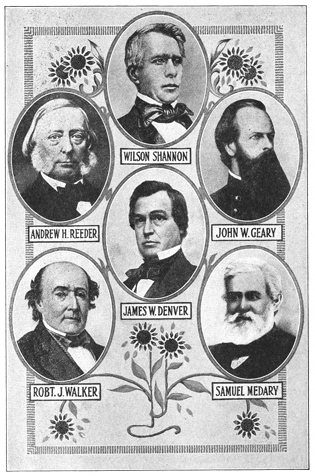 WILSON SHANNON
ANDREW H. REEDER
JOHN W. GEARY
JAMES W. DENVER
ROBT. J. WALKER
SAMUEL MEDARY